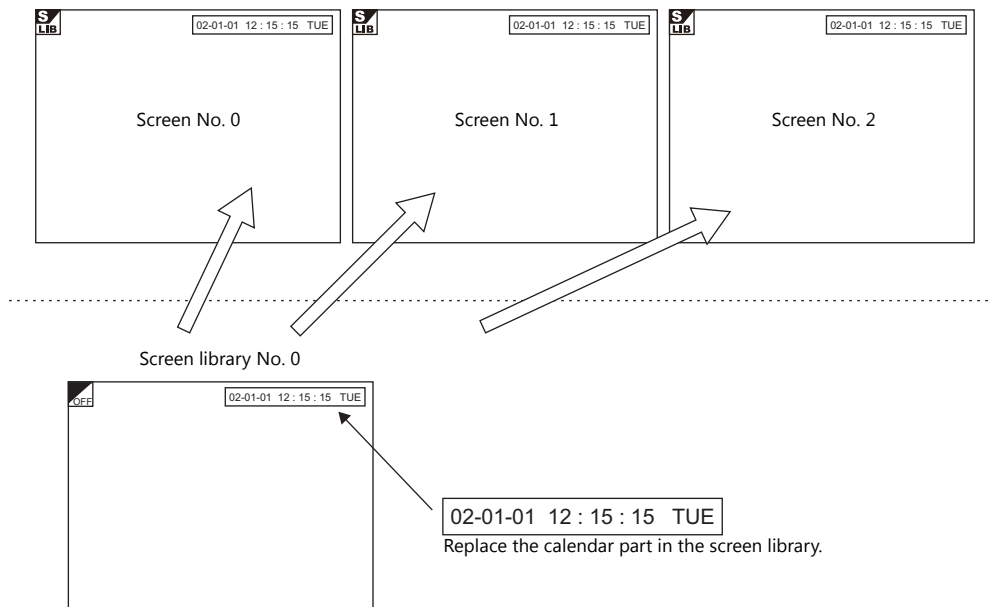 S
LIB
02-01-01 12 : 15 : 15 TUE
S
LIB
02-01-01 12 : 15 : 15 TUE
S
LIB
02-01-01 12 : 15 : 15 TUE
Screen No. 0
Screen No. 1
Screen No. 2
Screen library No. 0
OFF
02-01-01 12 : 15 : 15 TUE
02-01-01 12 : 15 : 15 TUE
Replace the calendar part in the screen library.